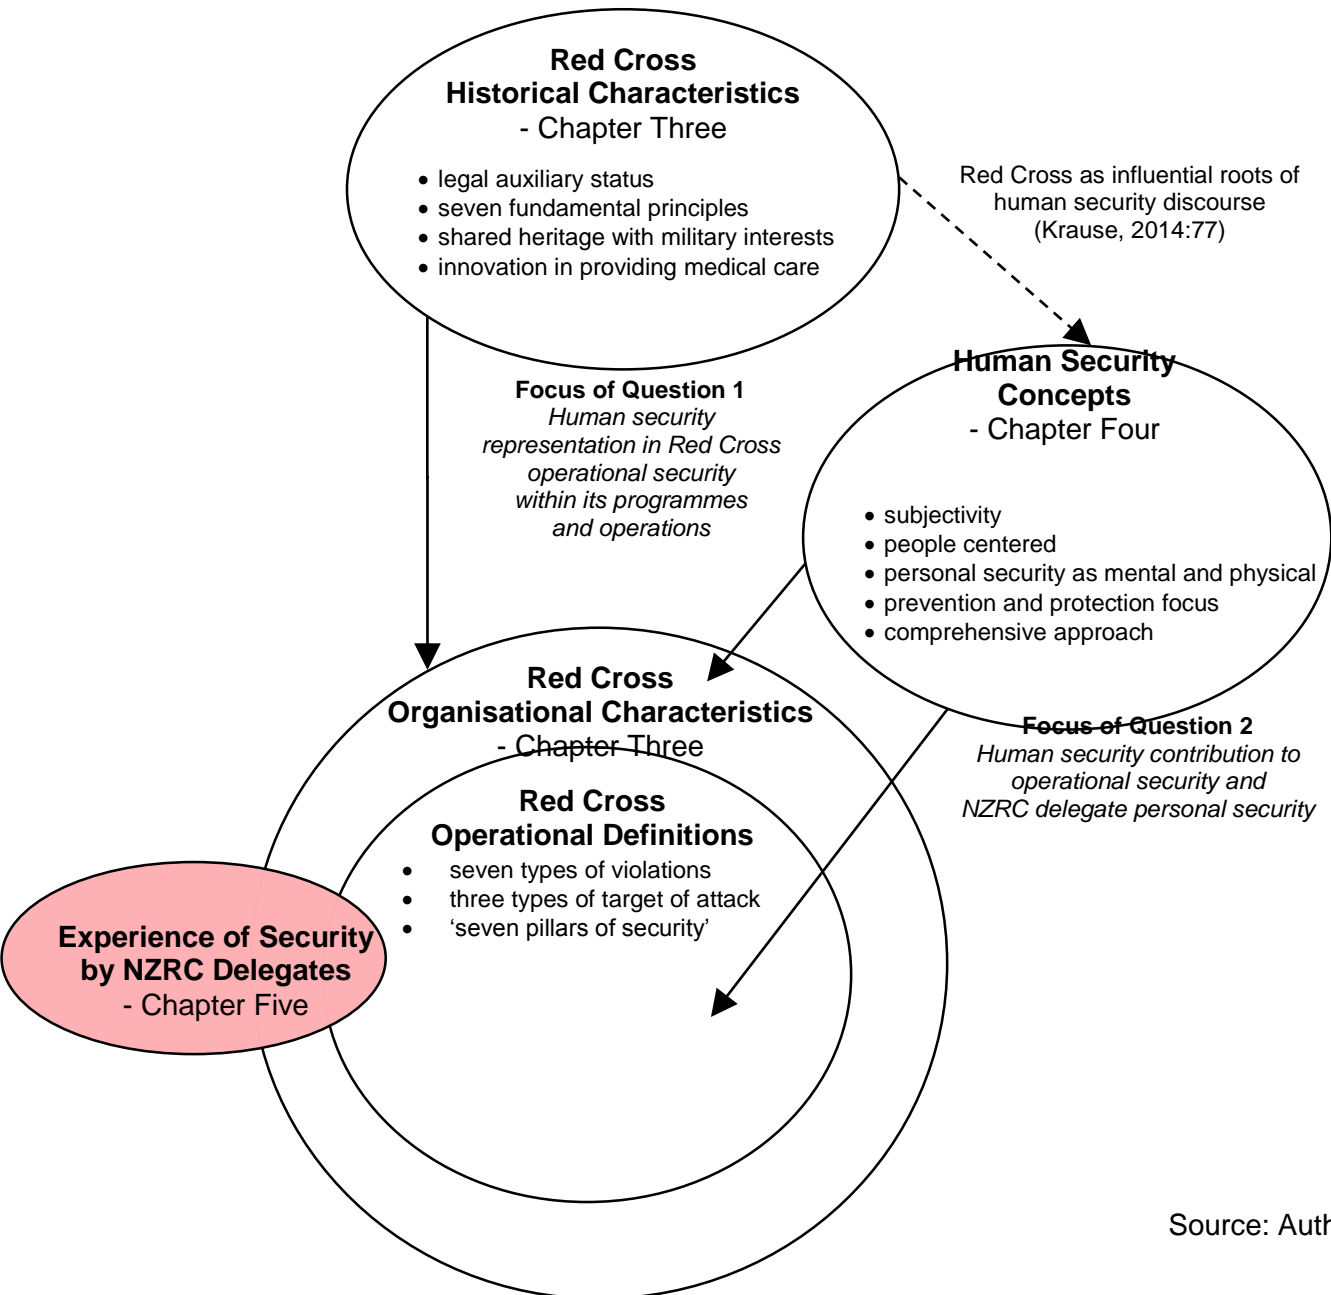 Red Cross
Historical Characteristics
- Chapter Three
• legal auxiliary status
• seven fundamental principles
• shared heritage with military interests
• innovation in providing medical care
Red Cross as influential roots of
human security discourse
(Krause, 2014:77)
Human Security
Concepts
- Chapter Four
• subjectivity
• people centered
• personal security as mental and physical
• prevention and protection focus
• comprehensive approach
Focus of Question 1
Human security
representation in Red Cross
operational security
within its programmes
and operations
Focus of Question 2
Human security contribution to
operational security and
NZRC delegate personal security
Red Cross
Organisational Characteristics
- Chapter Three
Red Cross
Operational Definitions
• seven types of violations
• three types of target of attack
• ‘seven pillars of security’
Experience of Security
by NZRC Delegates
- Chapter Five
Source: Auth